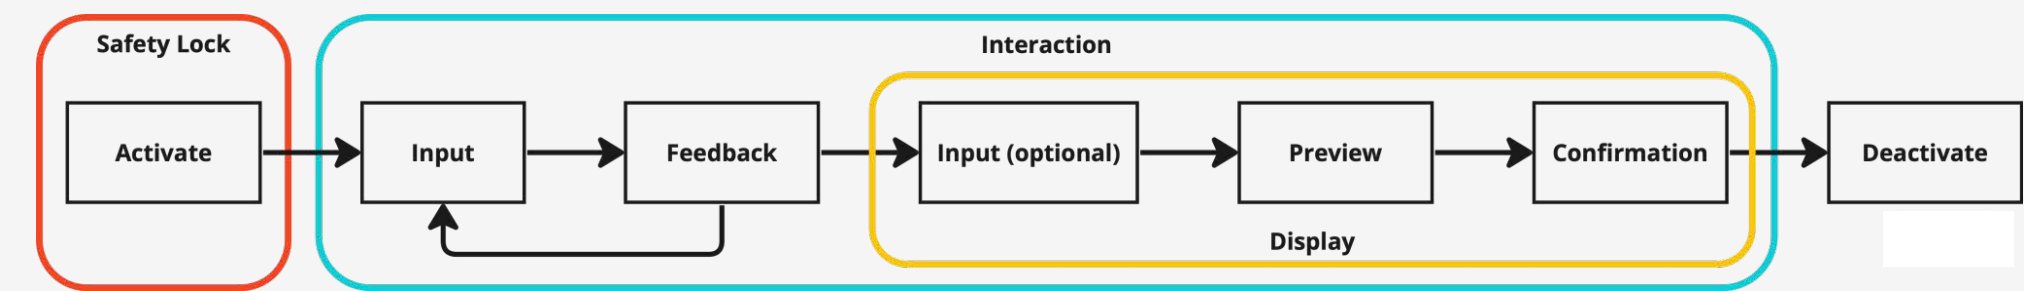 Safety Lock
Interaction
Activate
Input
Feedback
Input (optional)
Preview
Confirmation
Deactivate
Display